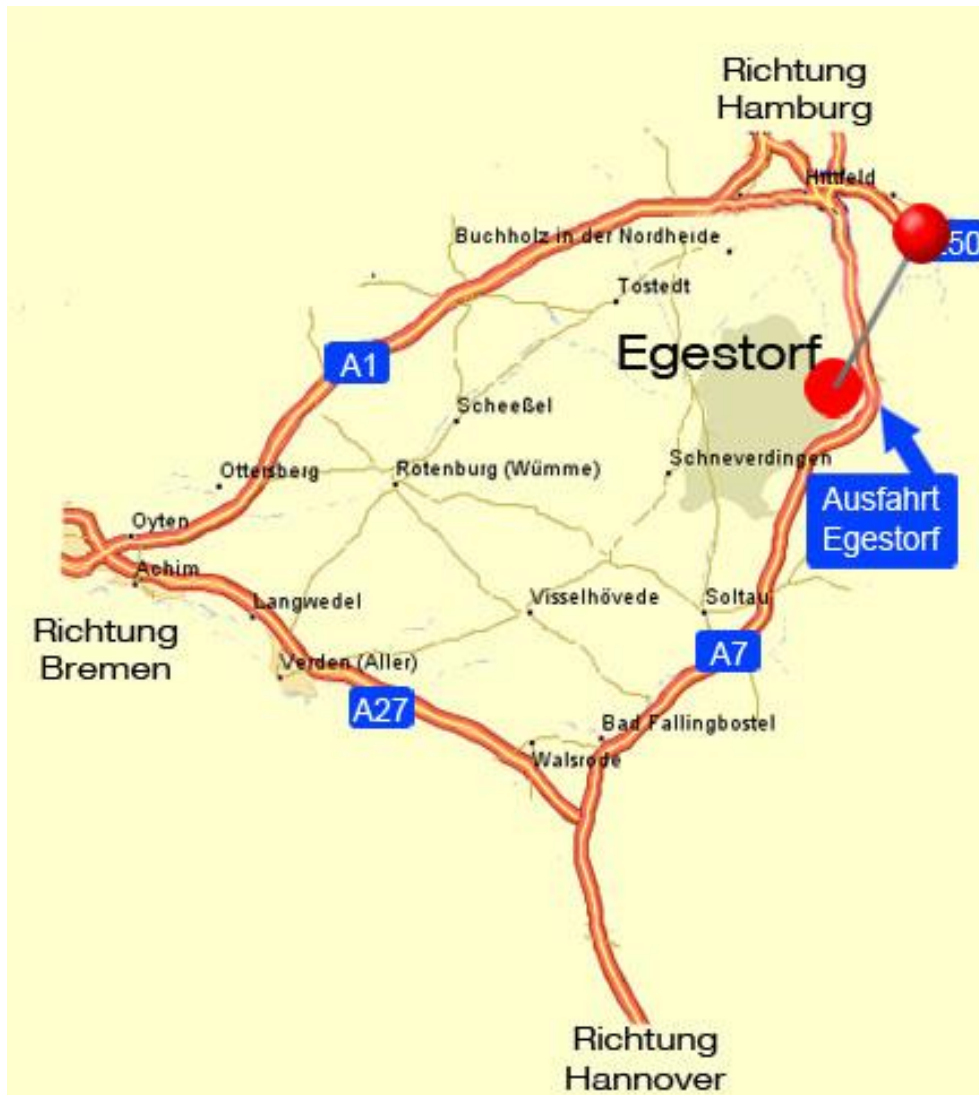 Richtung
Hamburg
Hittfeld
Buchholz in der Nordheide
Tostedt
Egestorf
A1
Scheeßel
Ottersberg
Rotenburg (Wümme)
Schneverdingen
Ausfahrt
Egestorf
Oyten
Achim
Langwedel
Visselhövede
Soltau
Richtung
Bremen
Verden (Aller)
A7
A27
Bad Fallingbostel
Walsrode
Richtung
Hannover